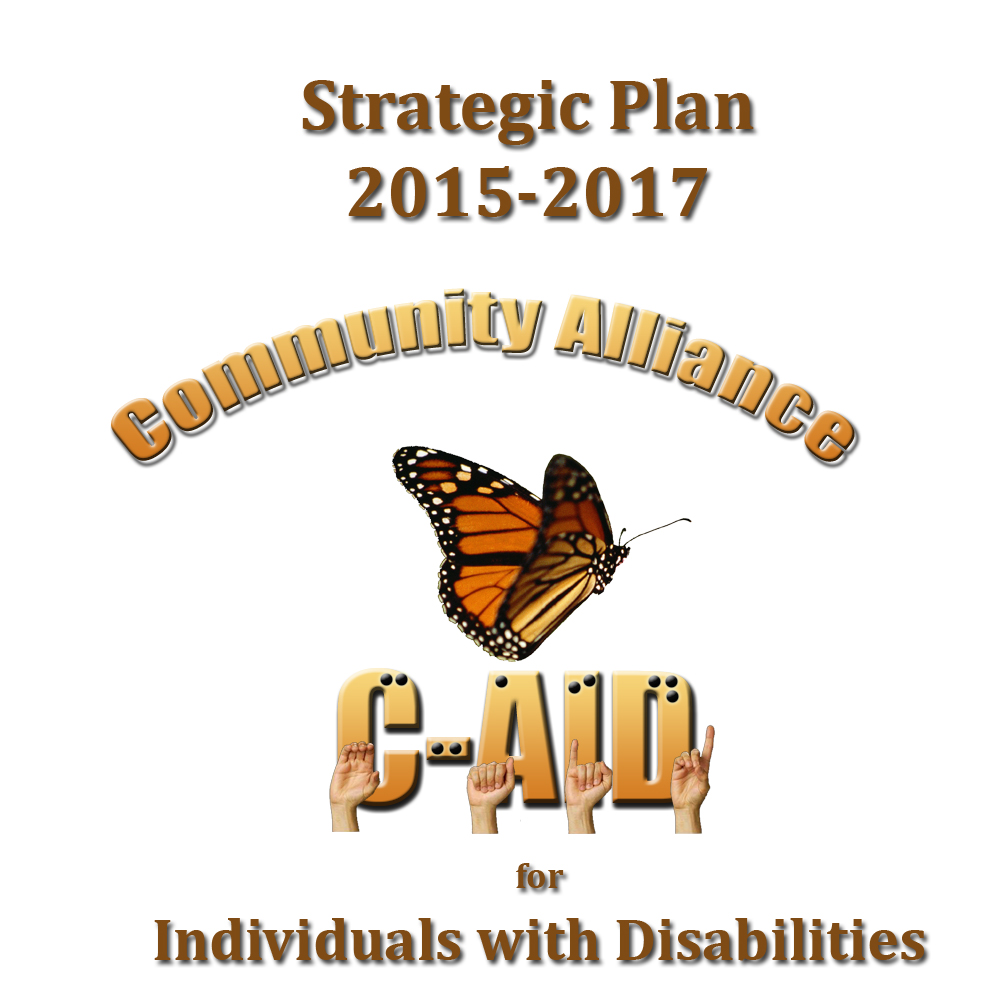 Strategic Plan
2015-2017
Community Alliance
C-AID
for
Individuals with Disabilities